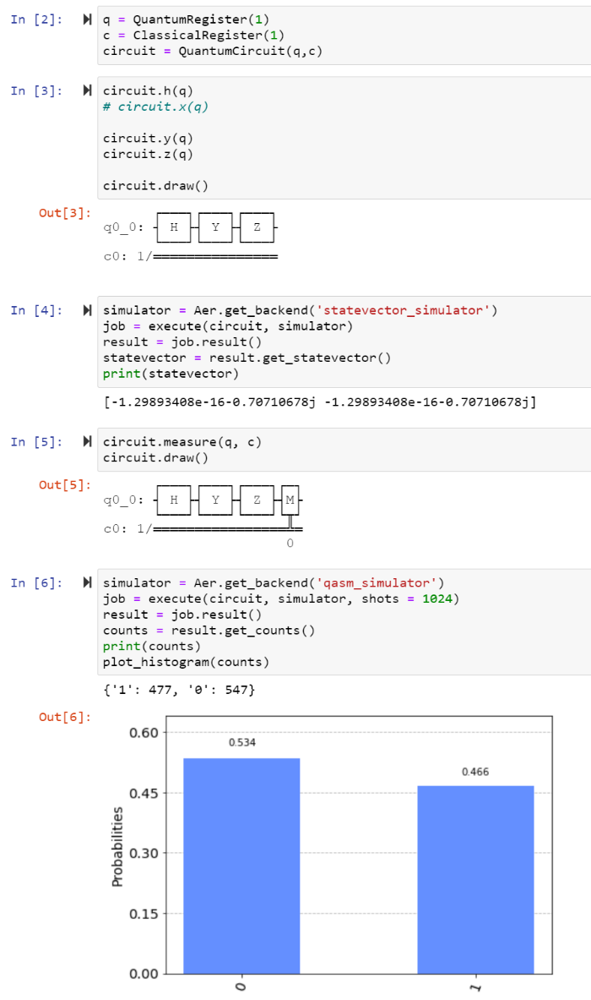 In [2]:
q = QuantumRegister(1)
c = ClassicalRegister(1)
circuit = QuantumCircuit(q,c)
In [3]:
circuit.h(q)
# circuit.x(q)
circuit.y(q)
circuit.z(q)
circuit.draw()
Out[3]:
q0_0: H Y Z
c0: 1/
In [4]:
simulator = Aer.get_backend('statevector_simulator')
job = execute(circuit, simulator)
result = job.result()
statevector = result.get_statevector()
print(statevector)
[-1.29893408e-16-0.70710678j -1.29893408e-16-0.70710678j]
In [5]:
circuit.measure(q, c)
circuit.draw()
Out[5]:
q0_0: H Y Z M
c0: 1/
0
In [6]:
simulator = Aer.get_backend('qasm_simulator')
job = execute(circuit, simulator, shots = 1024)
result = job.result()
counts = result.get_counts()
print(counts)
plot_histogram(counts)
{'1': 477, '0': 547}
Out[6]:
0.60
0.534
0.466
0.45
Probabilities
0.30
0.15
0.00
0
1